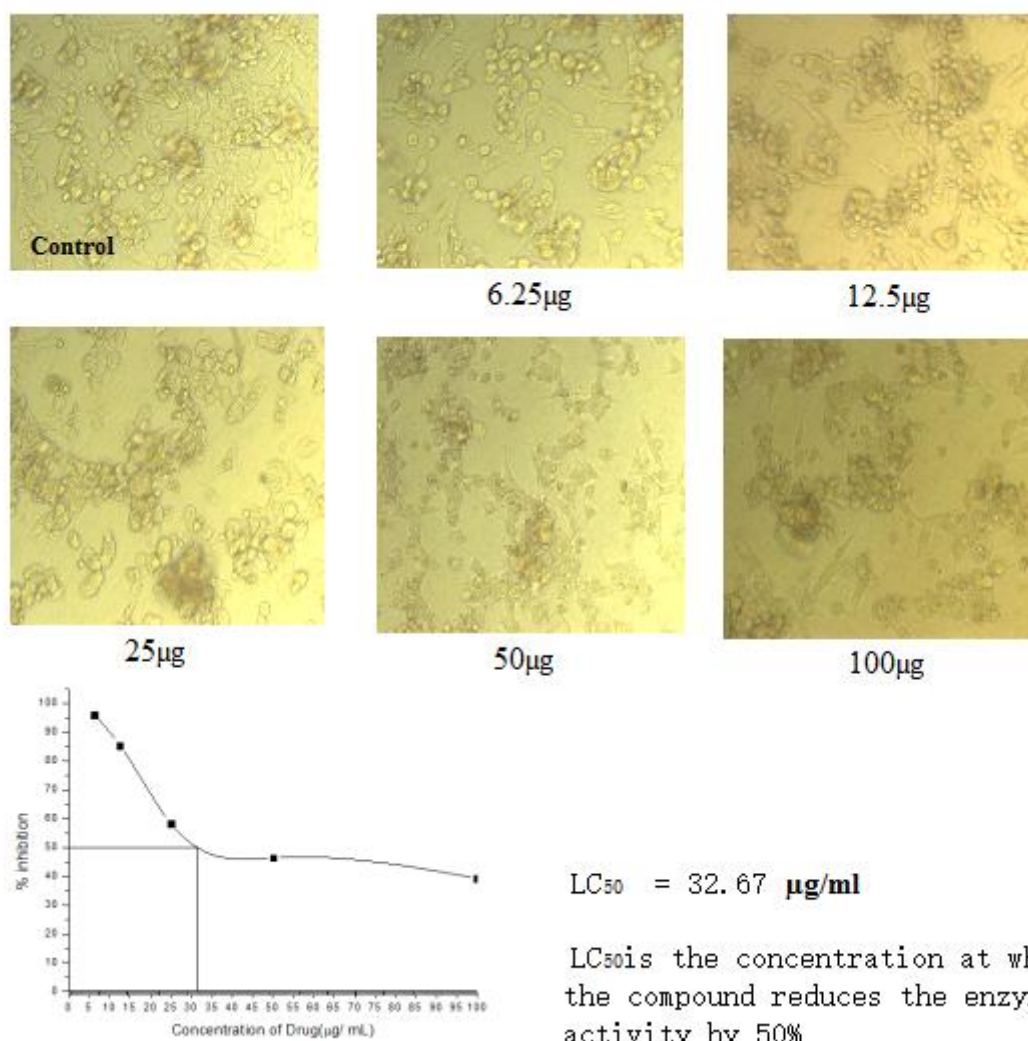 Control
6.25µg
12.5µg
25µg
50µg
100µg
% inhibition
100
90
80
70
60
50
40
30
20
10
0
0 5 10 15 20 25 30 35 40 45 50 55 60 65 70 75 80 85 90 95 100
Concentration of Drug(µg/ mL)
LC50 = 32.67 µg/ml
LC50is the concentration at
the compound reduces the
activity by 50%